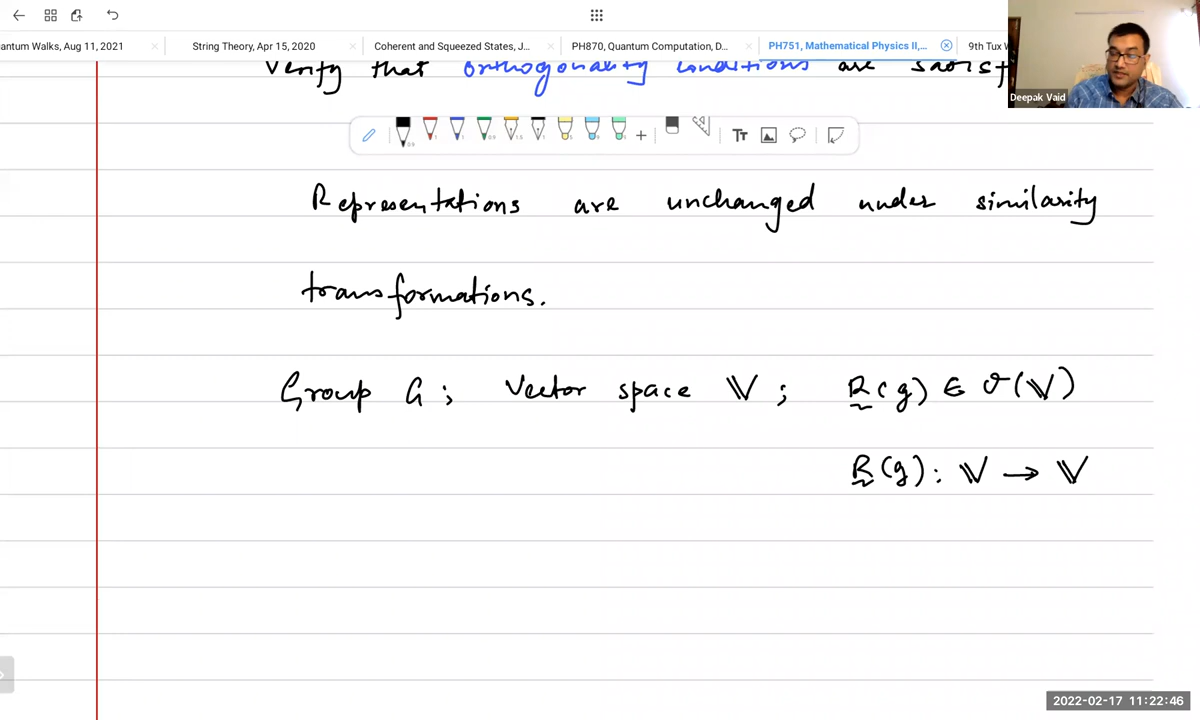 antum Walks, Aug 11, 2021 String Theory, Apr 15, 2020 Coherent and Squeezed States, J... PH870, Quantum Computation, D... PH751, Mathematical Physics II,... 9th Tux W
Deepak Vaid
Verify that orthogonality conditions are satisf
Tт
Representations are unchanged under similarity
transformations.
Group G; Vector space 𝕍; R(g) ∈ O(𝕍)
R(g): 𝕍 → 𝕍
2022-02-17 11:22:46